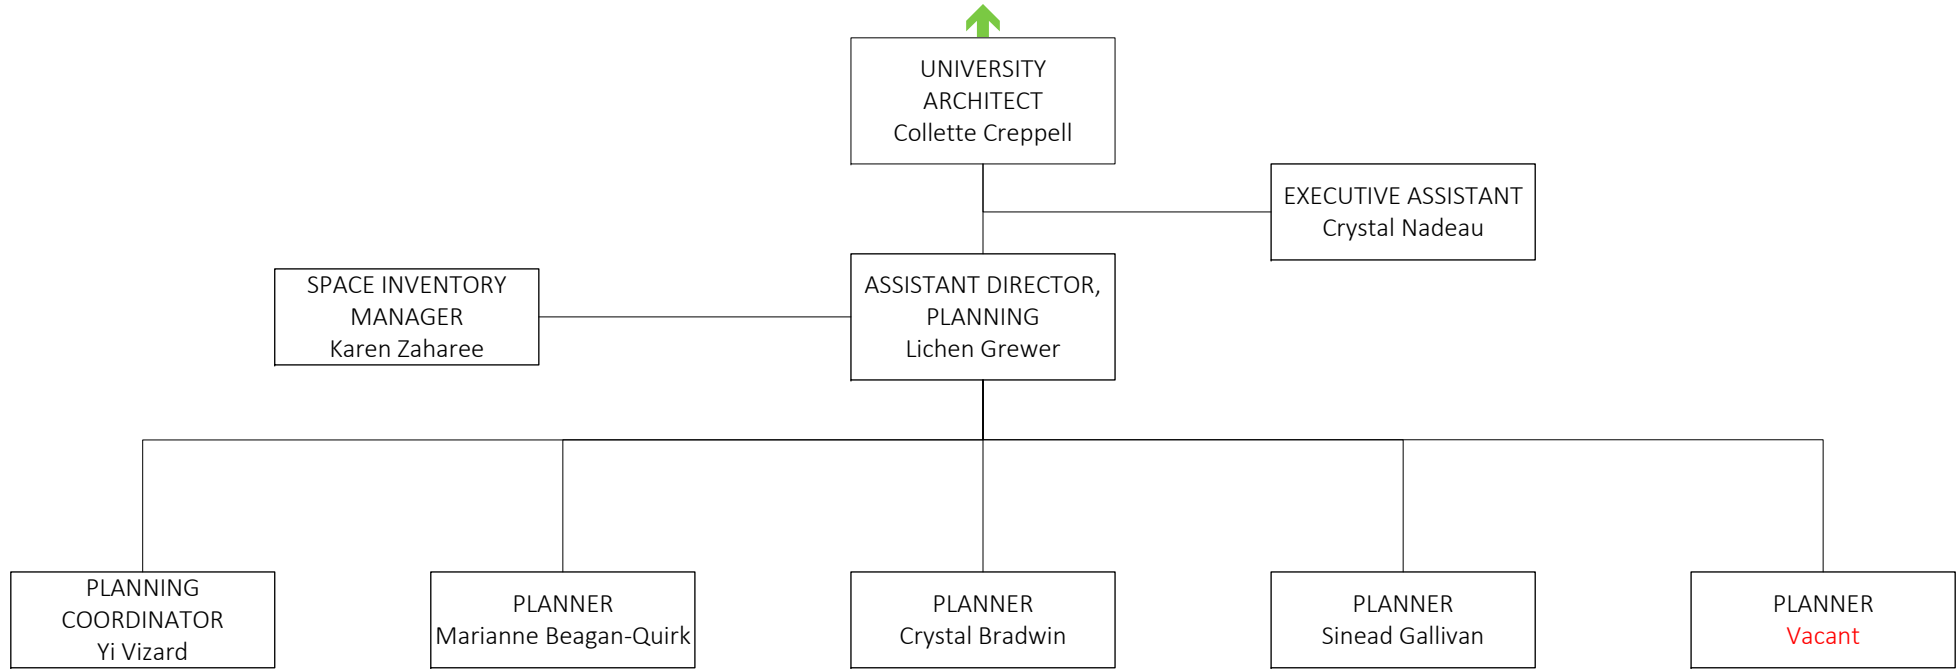 UNIVERSITY
ARCHITECT
Collette Creppell
EXECUTIVE ASSISTANT
Crystal Nadeau
SPACE INVENTORY
MANAGER
Karen Zaharee
ASSISTANT DIRECTOR,
PLANNING
Lichen Grewer
PLANNING
COORDINATOR
Yi Vizard
PLANNER
Marianne Beagan-Quirk
PLANNER
Crystal Bradwin
PLANNER
Sinead Gallivan
PLANNER
Vacant